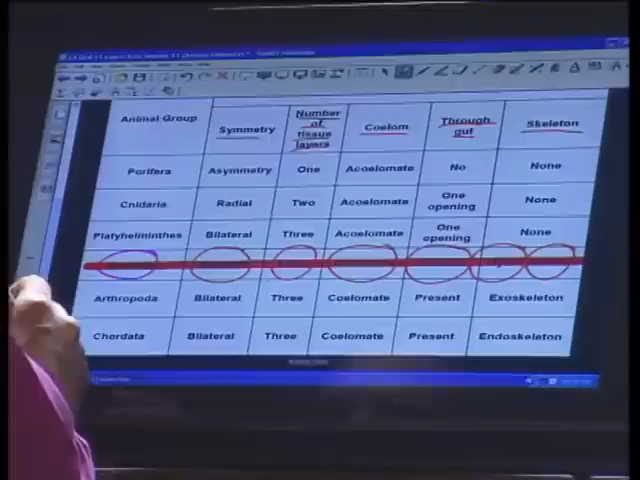 Animal Group Symmetry Number of tissue layers Coelom Through gut Skeleton
Porifera Asymmetry One Acoelomate No None
Cnidaria Radial Two Acoelomate One opening None
Platyhelminthes Bilateral Three Acoelomate One opening None
Arthropoda Bilateral Three Coelomate Present Exoskeleton
Chordata Bilateral Three Coelomate Present Endoskeleton